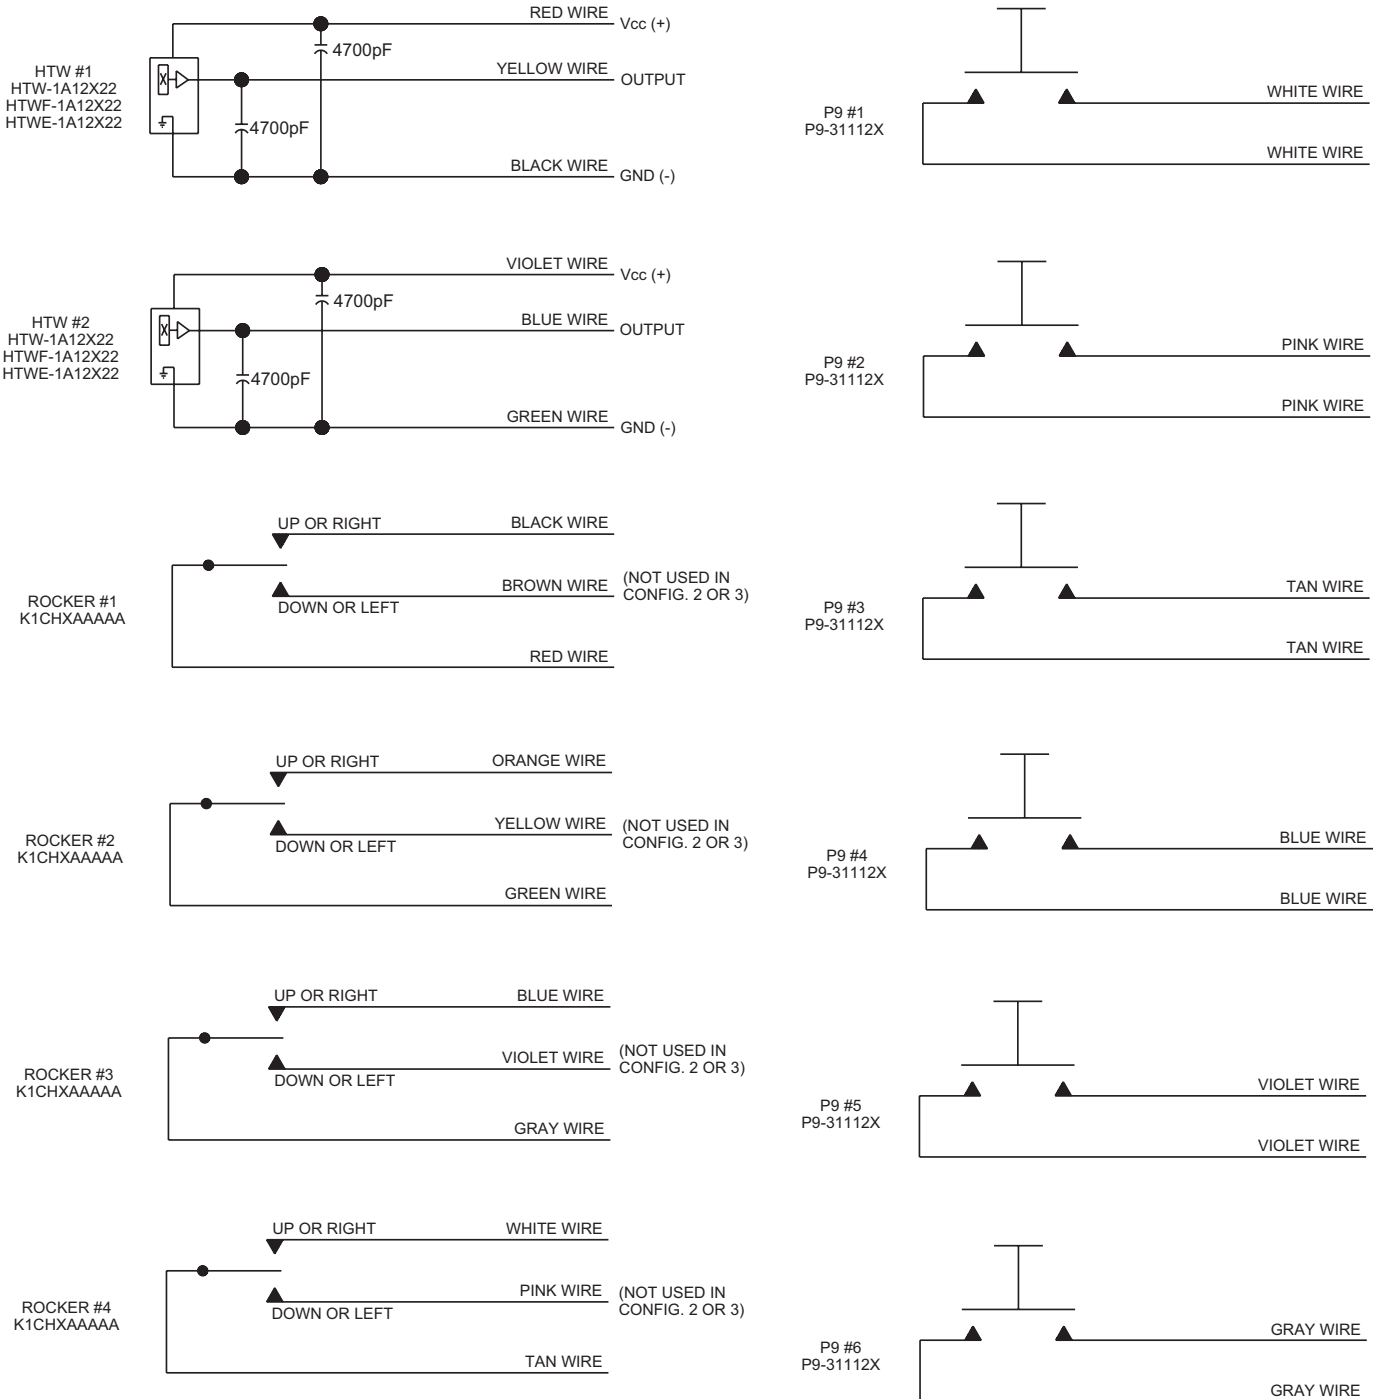 RED WIRE
Vcc (+)
4700pF
YELLOW WIRE
OUTPUT
HTW #1
HTW-1A12X22
HTWF-1A12X22
HTWE-1A12X22
4700pF
BLACK WIRE
GND (-)
VIOLET WIRE
Vcc (+)
4700pF
BLUE WIRE
OUTPUT
HTW #2
HTW-1A12X22
HTWF-1A12X22
HTWE-1A12X22
4700pF
GREEN WIRE
GND (-)
UP OR RIGHT
BLACK WIRE
BROWN WIRE
(NOT USED IN
CONFIG. 2 OR 3)
DOWN OR LEFT
ROCKER #1
K1CHXAAAAA
RED WIRE
UP OR RIGHT
ORANGE WIRE
YELLOW WIRE
(NOT USED IN
CONFIG. 2 OR 3)
DOWN OR LEFT
ROCKER #2
K1CHXAAAAA
GREEN WIRE
UP OR RIGHT
BLUE WIRE
VIOLET WIRE
(NOT USED IN
CONFIG. 2 OR 3)
DOWN OR LEFT
ROCKER #3
K1CHXAAAAA
GRAY WIRE
UP OR RIGHT
WHITE WIRE
PINK WIRE
(NOT USED IN
CONFIG. 2 OR 3)
DOWN OR LEFT
ROCKER #4
K1CHXAAAAA
TAN WIRE
WHITE WIRE
P9 #1
P9-31112X
WHITE WIRE
PINK WIRE
P9 #2
P9-31112X
PINK WIRE
TAN WIRE
P9 #3
P9-31112X
TAN WIRE
BLUE WIRE
P9 #4
P9-31112X
BLUE WIRE
VIOLET WIRE
P9 #5
P9-31112X
VIOLET WIRE
GRAY WIRE
P9 #6
P9-31112X
GRAY WIRE